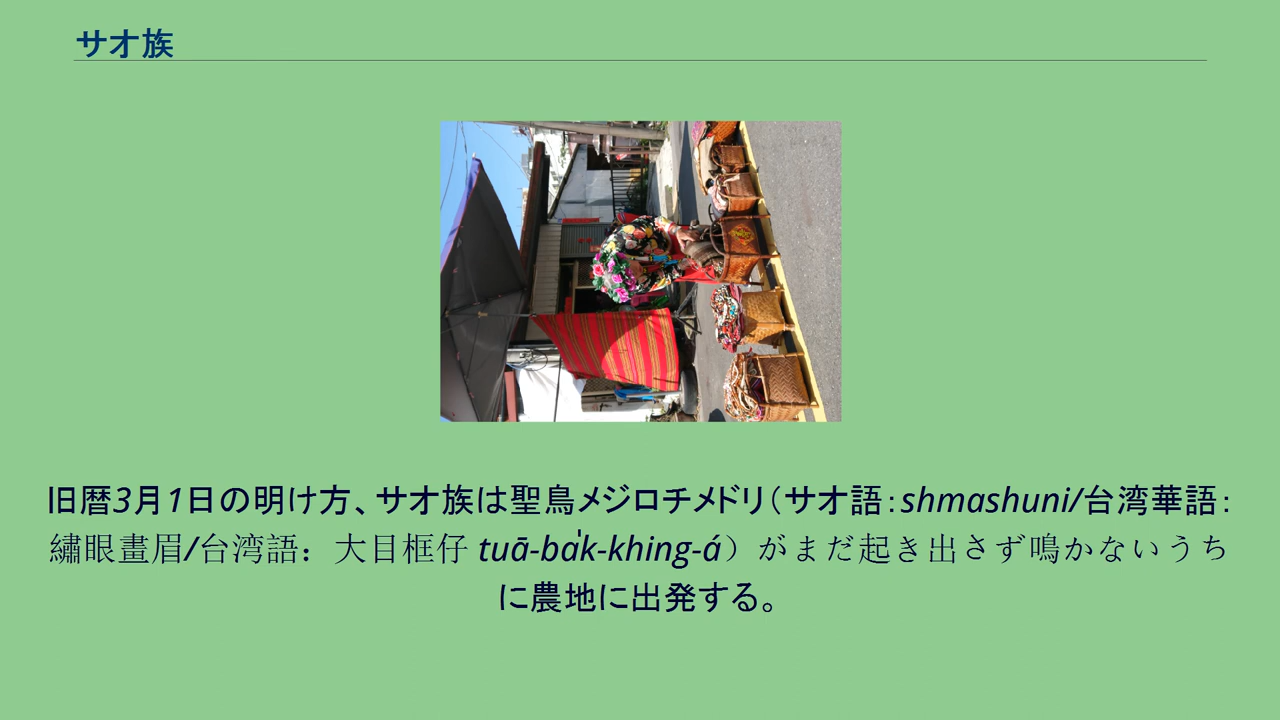 サオ族
旧暦3月1日の明け方、サオ族は聖鳥メジロチメドリ（サオ語：shmashuni/台湾華語：
繡眼畫眉/台湾語：大目框仔 tuā-ba̍k-khing-á）がまだ起き出さず鳴かないうち
に農地に出発する。